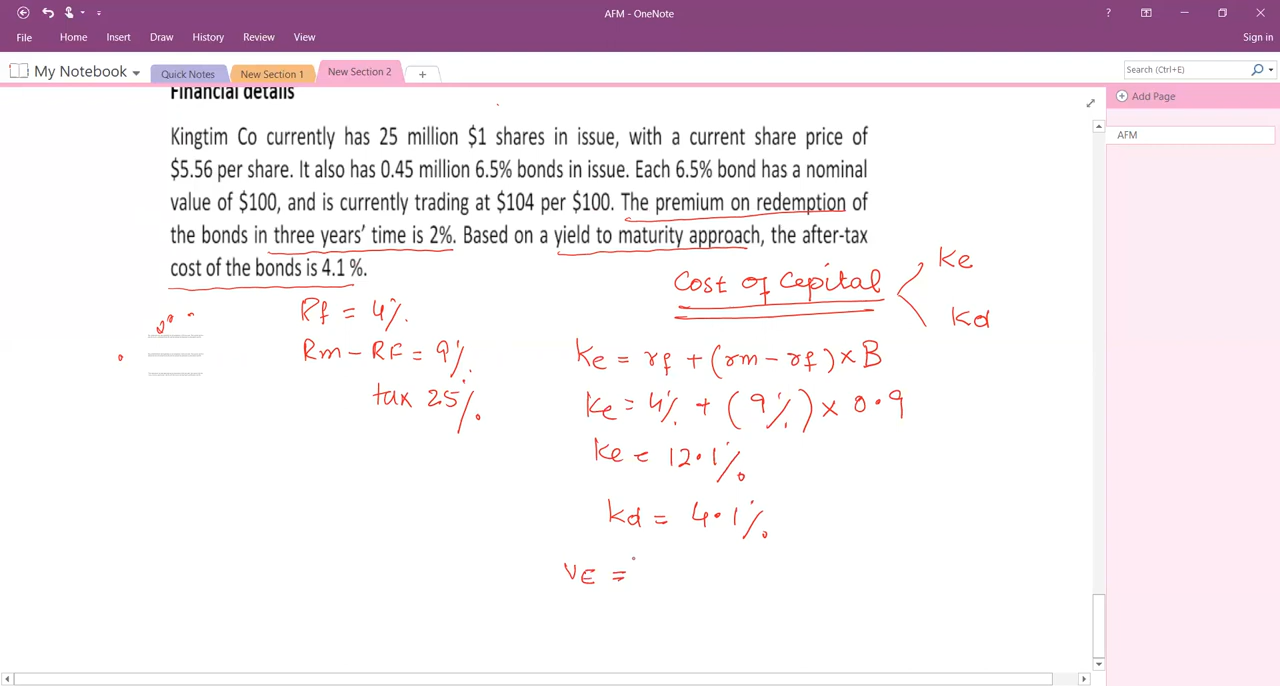 AFM - OneNote
File Home Insert Draw History Review View Sign in
My Notebook Quick Notes New Section 1 New Section 2 Search (Ctrl+E)
Add Page
AFM
Financial details
Kingtim Co currently has 25 million $1 shares in issue, with a current share price of
$5.56 per share. It also has 0.45 million 6.5% bonds in issue. Each 6.5% bond has a nominal
value of $100, and is currently trading at $104 per $100. The premium on redemption of
the bonds in three years' time is 2%. Based on a yield to maturity approach, the after-tax
cost of the bonds is 4.1 %.
Cost of Capital
Ke
Kd
Rf = 4%
Rm - RF = 9%
tax 25%
Ke = rf + (rm - rf) × B
Ke = 4% + (9%) × 0.9
Ke = 12.1%
Kd = 4.1%
VE =